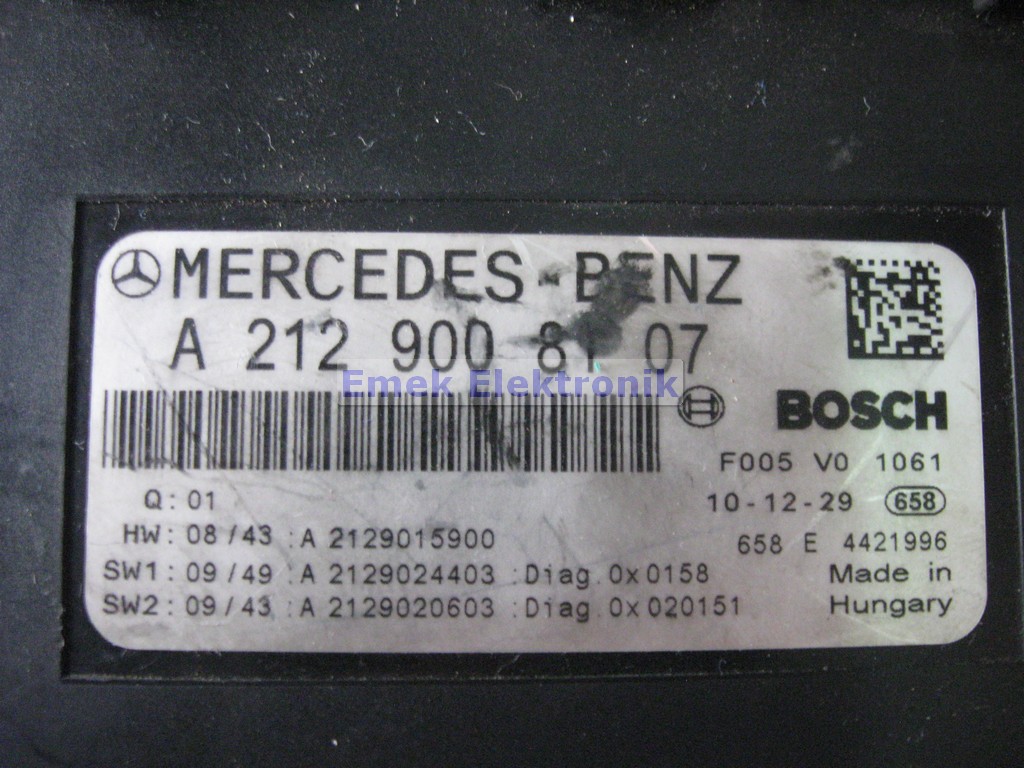 MERCEDES-BENZ
A 212 900 81 07
Emek Elektronik
BOSCH
F005 V0 1061
Q: 01
10-12-29 658
HW: 08/43 :A 2129015900
658 E 4421996
SW1: 09/49 :A 2129024403 :Diag.0x0158
Made in
SW2: 09/43 :A 2129020603 :Diag.0x020151
Hungary